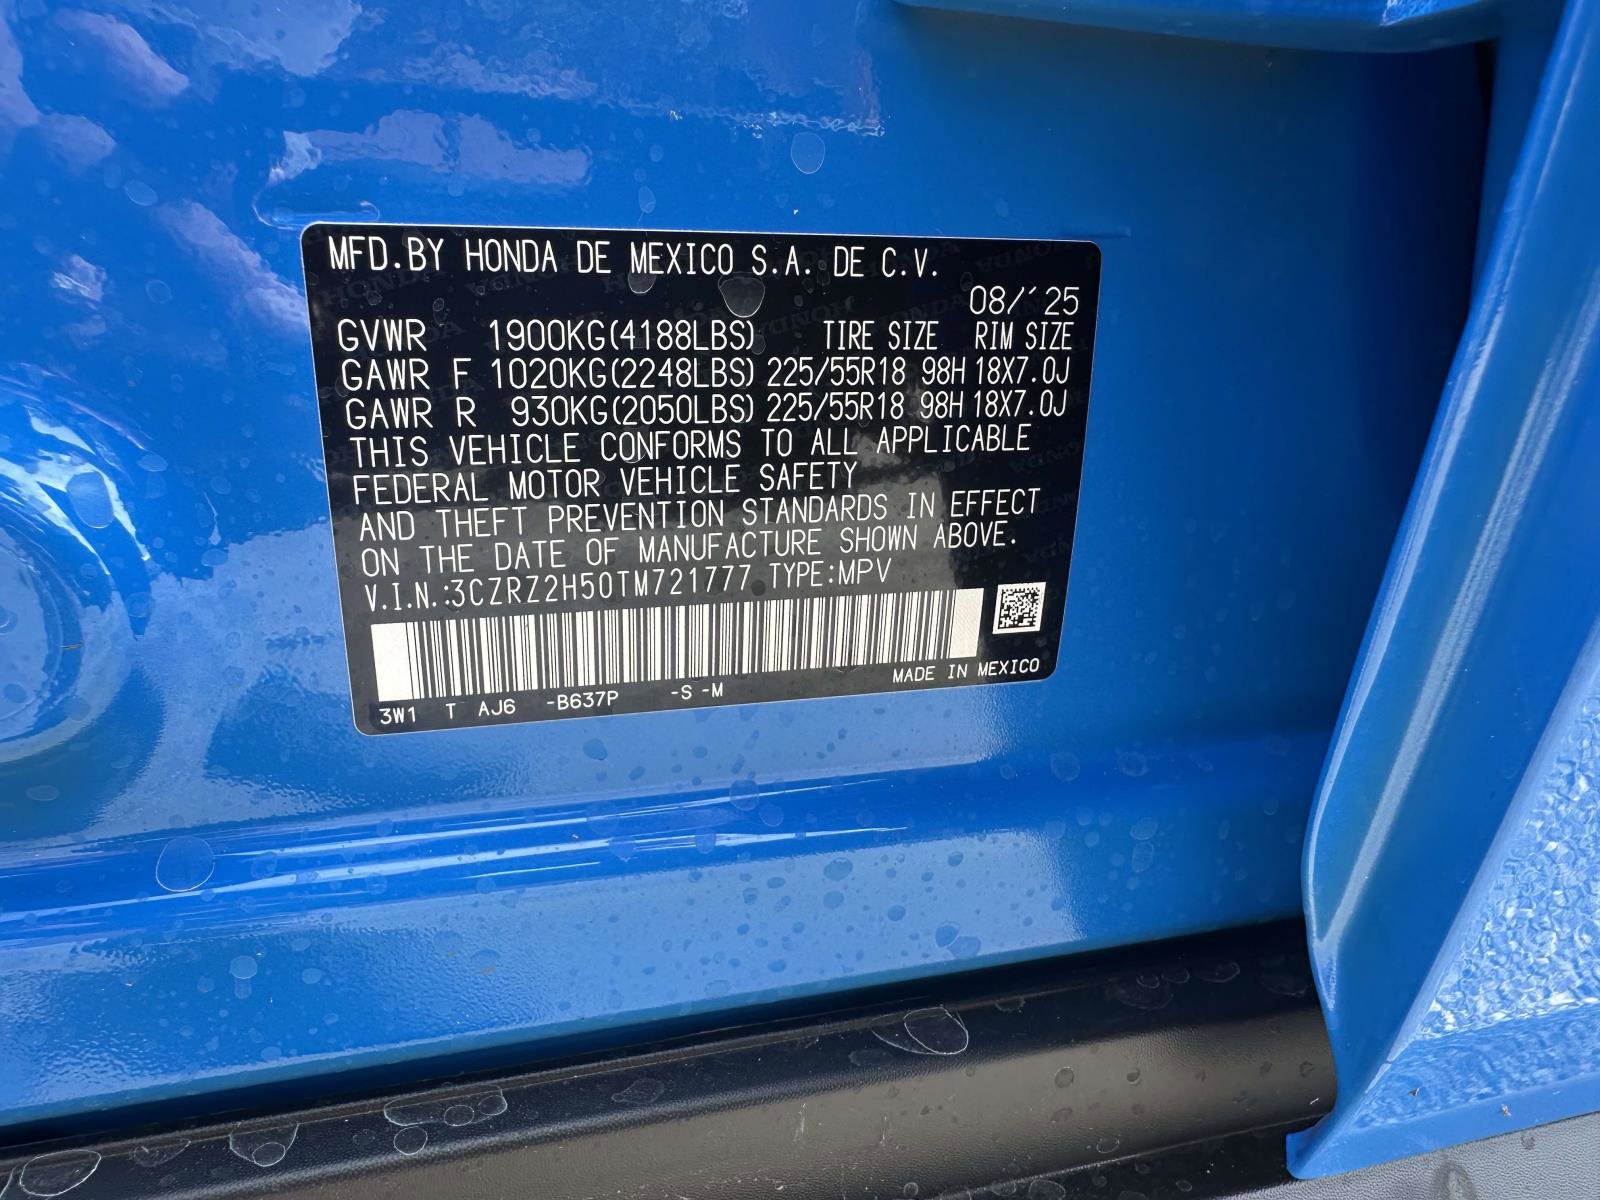 MFD.BY HONDA DE MEXICO S.A. DE C.V.
08/´25
GVWR 1900KG(4188LBS) TIRE SIZE RIM SIZE
GAWR F 1020KG(2248LBS) 225/55R18 98H 18X7.0J
GAWR R 930KG(2050LBS) 225/55R18 98H 18X7.0J
THIS VEHICLE CONFORMS TO ALL APPLICABLE
FEDERAL MOTOR VEHICLE SAFETY
AND THEFT PREVENTION STANDARDS IN EFFECT
ON THE DATE OF MANUFACTURE SHOWN ABOVE.
V.I.N.:3CZRZ2H50TM721777 TYPE:MPV
MADE IN MEXICO
3W1 T AJ6 -B637P -S -M